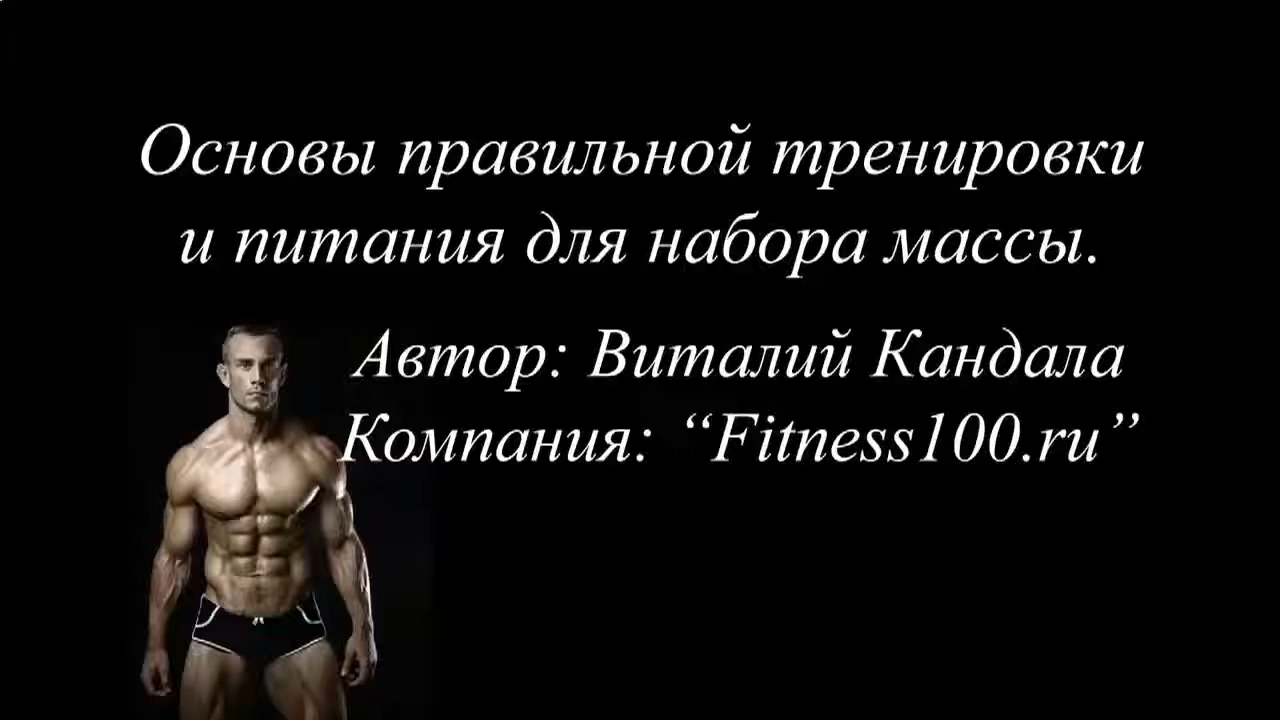 Основы правильной тренировки
и питания для набора массы.
Автор: Виталий Кандала
Компания: “Fitness100.ru”